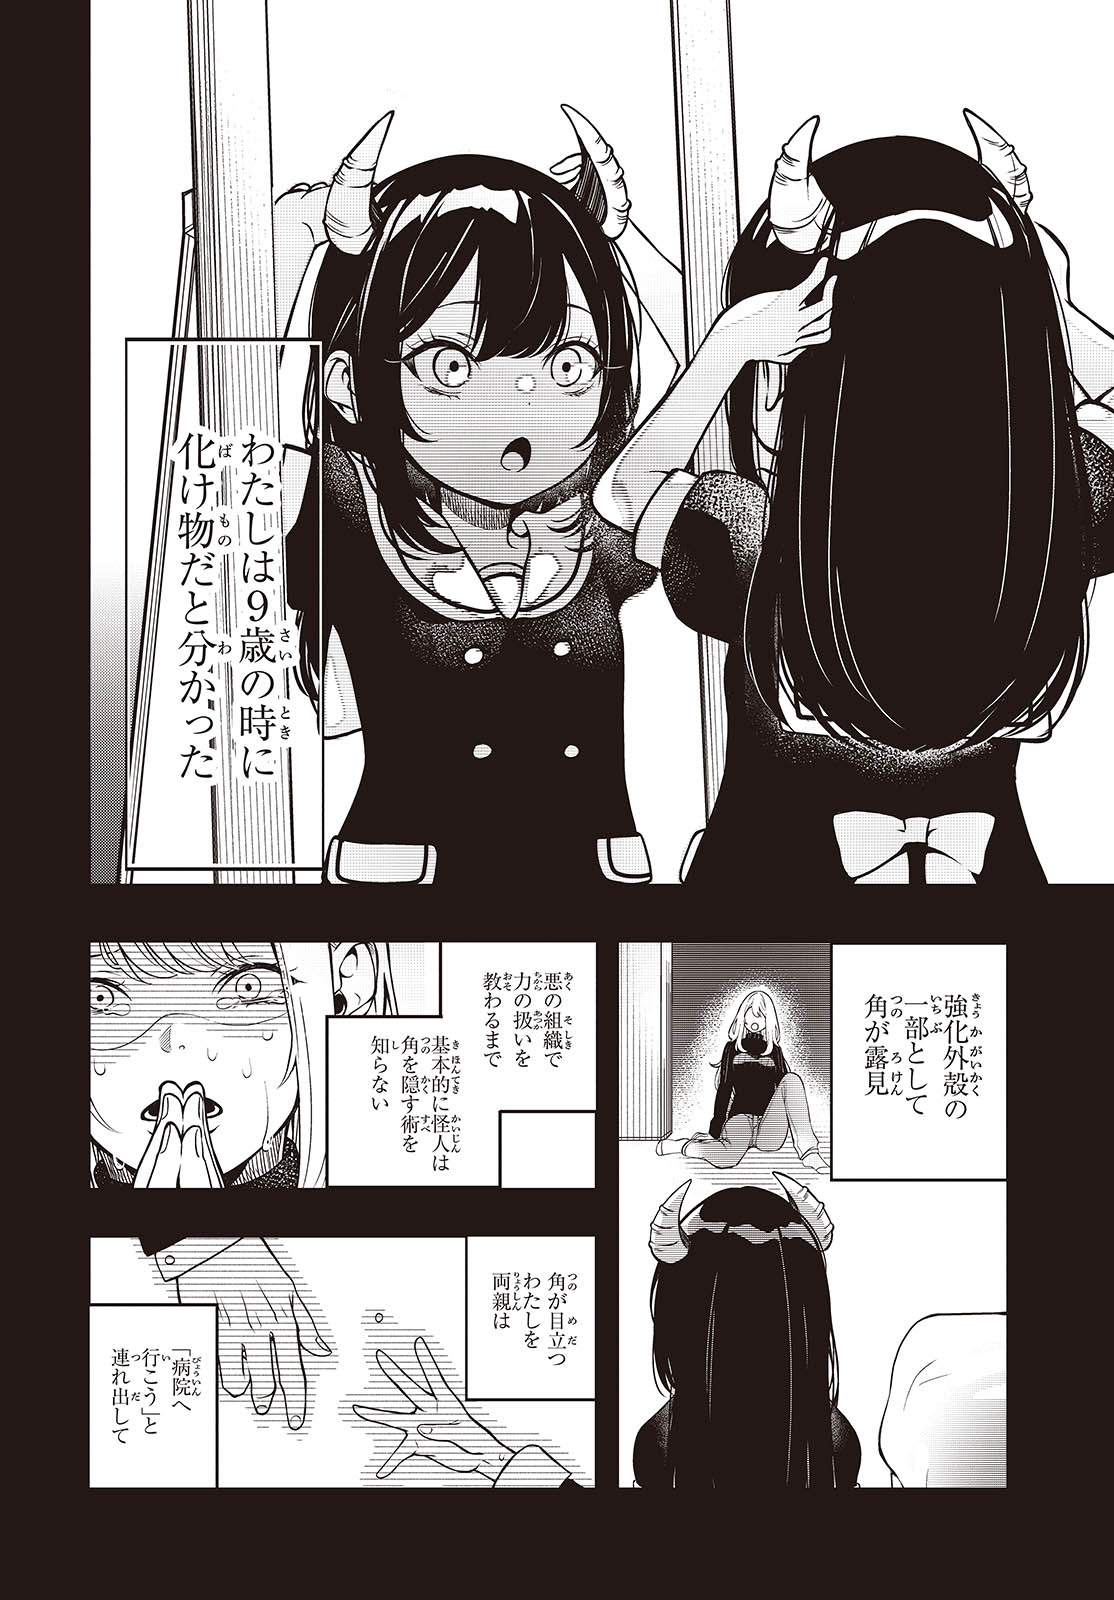 わたしは9歳の時に
化け物だと分かった
強化外殻の
一部として
角が露見
悪の組織で
力の扱いを
教わるまで
基本的に怪人は
角を隠す術を
知らない
角が目立つ
わたしを
両親は
「病院へ
行こう」と
連れ出して